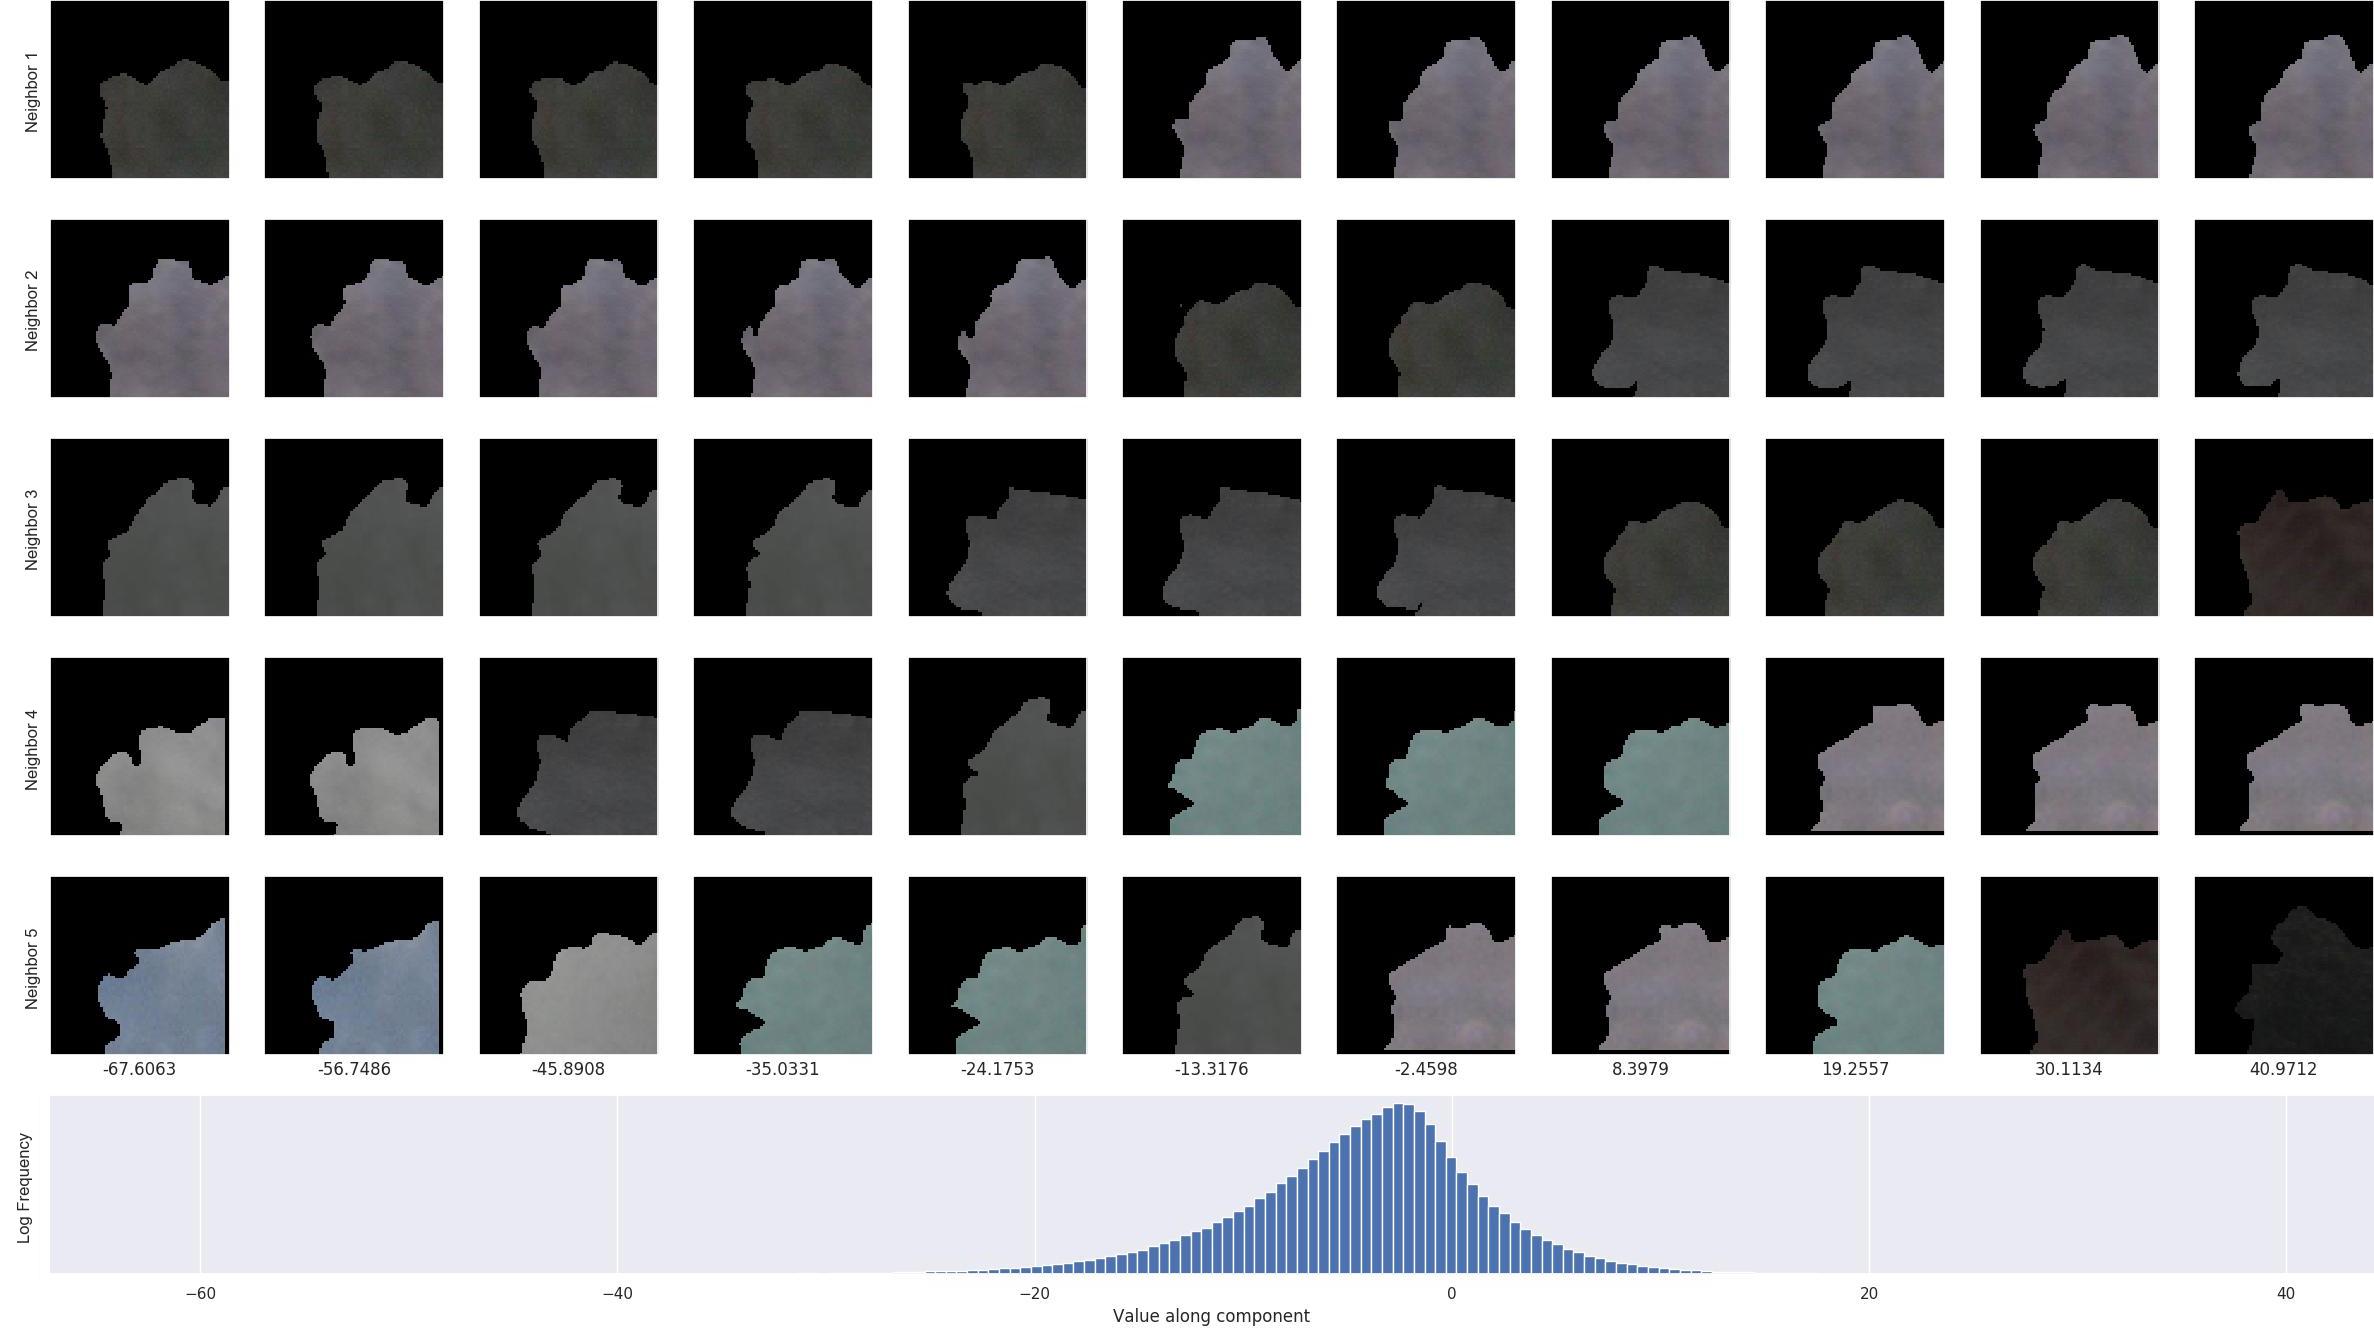 Neighbor 1
Neighbor 2
Neighbor 3
Neighbor 4
Neighbor 5
-67.6063 -56.7486 -45.8908 -35.0331 -24.1753 -13.3176 -2.4598 8.3979 19.2557 30.1134 40.9712
Log Frequency
−60 −40 −20 0 20 40
Value along component